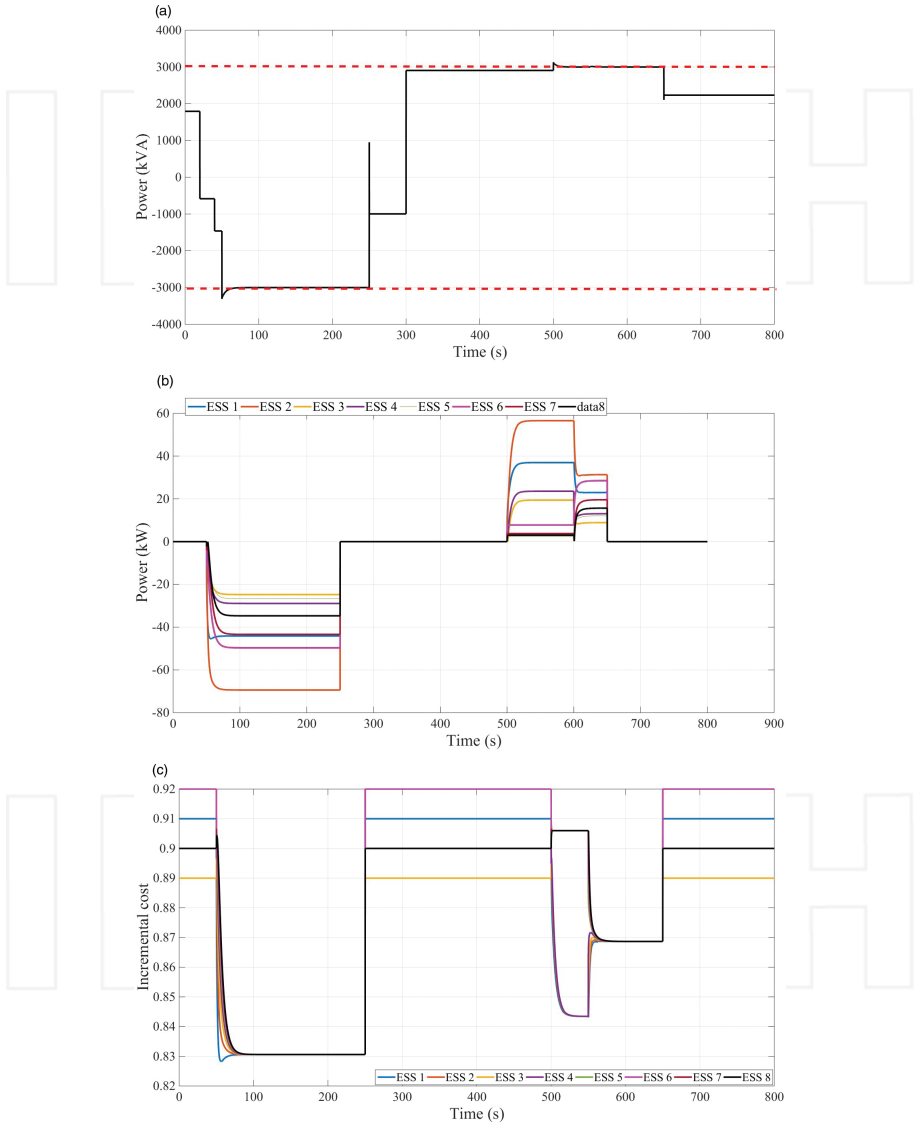 (a)
4000
3000
2000
1000
0
-1000
-2000
-3000
-4000
Power (kVA)
0 100 200 300 400 500 600 700 800
Time (s)
(b)
ESS 1 ESS 2 ESS 3 ESS 4 ESS 5 ESS 6 ESS 7 data8
60
40
20
0
-20
-40
-60
-80
Power (kW)
0 100 200 300 400 500 600 700 800 900
Time (s)
(c)
0.92
0.91
0.9
0.89
0.88
0.87
0.86
0.85
0.84
0.83
0.82
Incremental cost
ESS 1 ESS 2 ESS 3 ESS 4 ESS 5 ESS 6 ESS 7 ESS 8
0 100 200 300 400 500 600 700 800
Time (s)